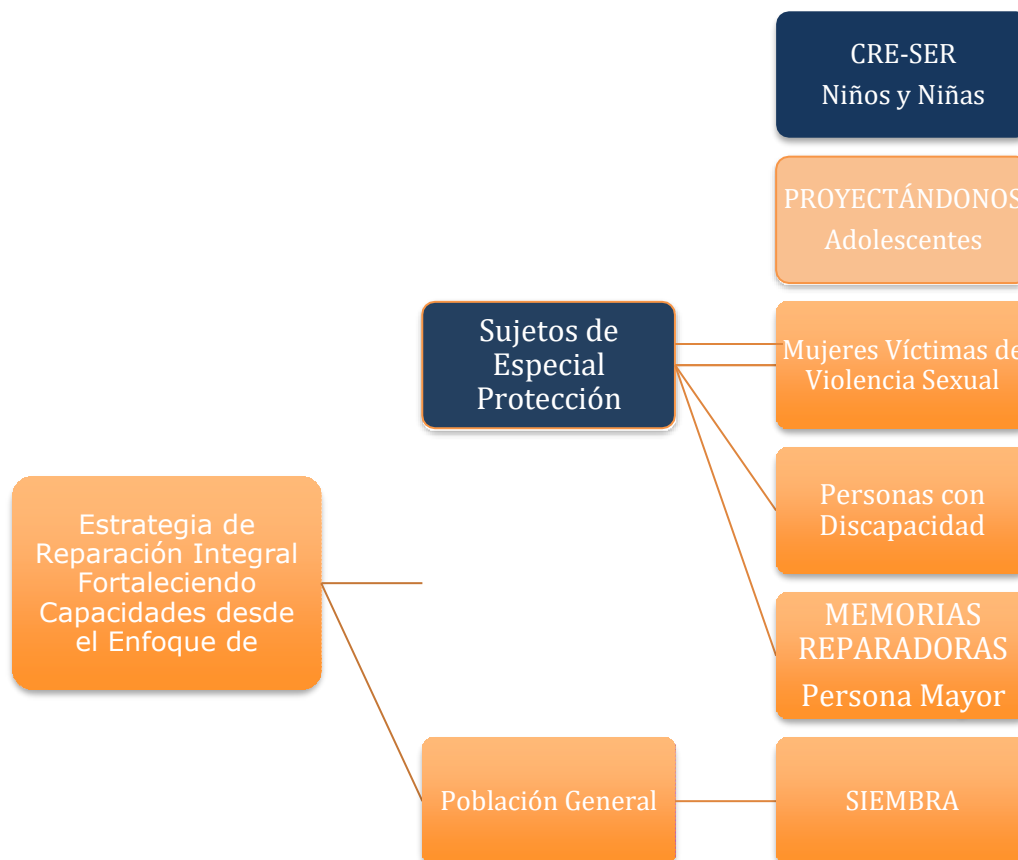 CRE-SER
Niños y Niñas
PROYECTÁNDONOS
Adolescentes
Sujetos de
Especial
Protección
Mujeres Víctimas de
Violencia Sexual
Personas con
Discapacidad
Estrategia de
Reparación Integral
Fortaleciendo
Capacidades desde
el Enfoque de
MEMORIAS
REPARADORAS
Persona Mayor
Población General
SIEMBRA